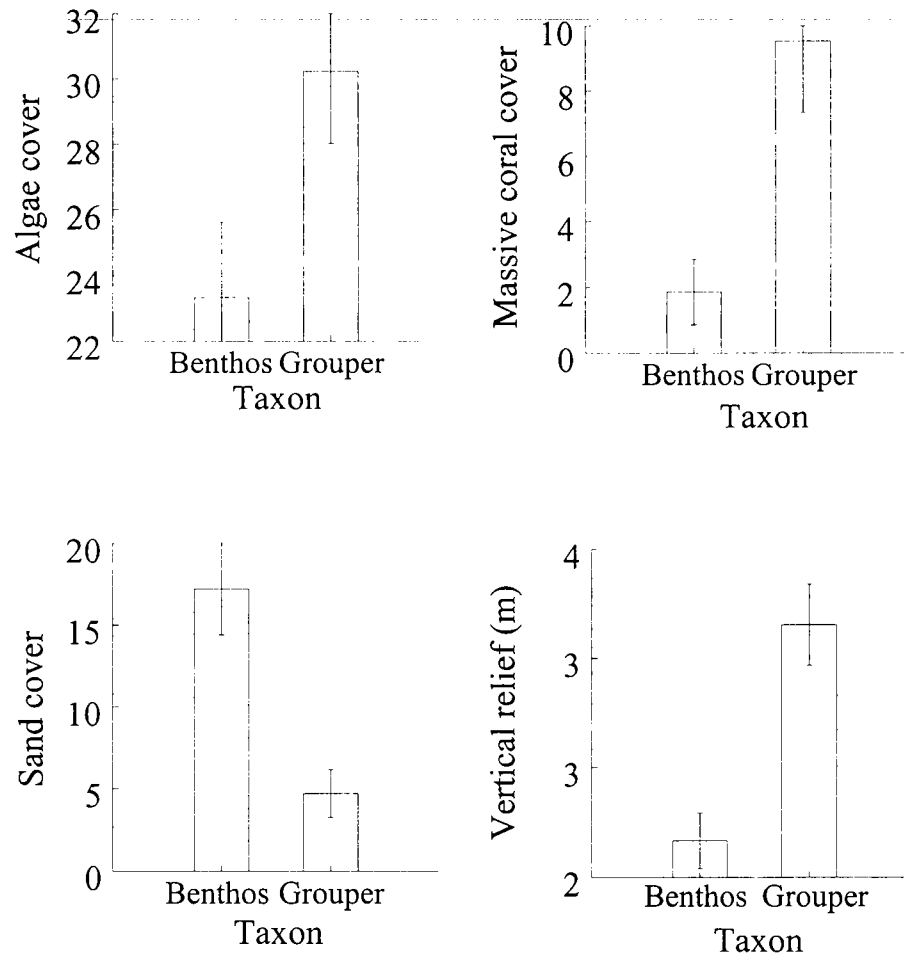 Algae cover
32
30
28
26
24
22
Benthos Grouper
Taxon
Massive coral cover
10
8
6
4
2
0
Benthos Grouper
Taxon
Sand cover
20
15
10
5
0
Benthos Grouper
Taxon
Vertical relief (m)
4
3
3
2
Benthos Grouper
Taxon